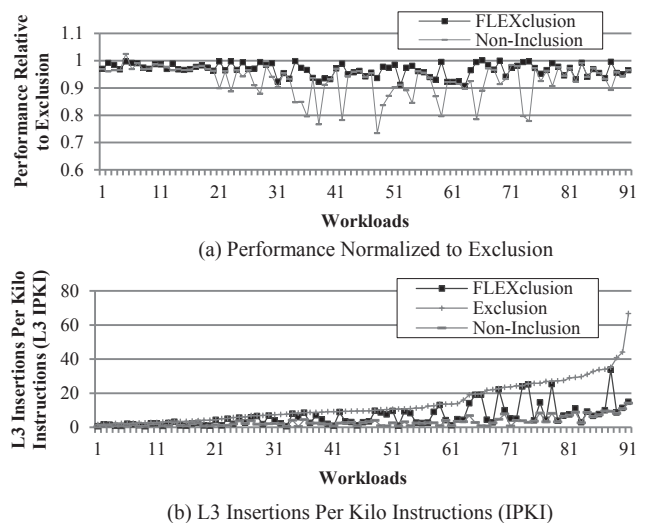 Performance Relative
to Exclusion
1.1
1
0.9
0.8
0.7
0.6
FLEXclusion
Non-Inclusion
1 11 21 31 41 51 61 71 81 91
Workloads
(a) Performance Normalized to Exclusion
L3 Insertions Per Kilo
Instructions (L3 IPKI)
80
60
40
20
0
FLEXclusion
Exclusion
Non-Inclusion
1 11 21 31 41 51 61 71 81 91
Workloads
(b) L3 Insertions Per Kilo Instructions (IPKI)